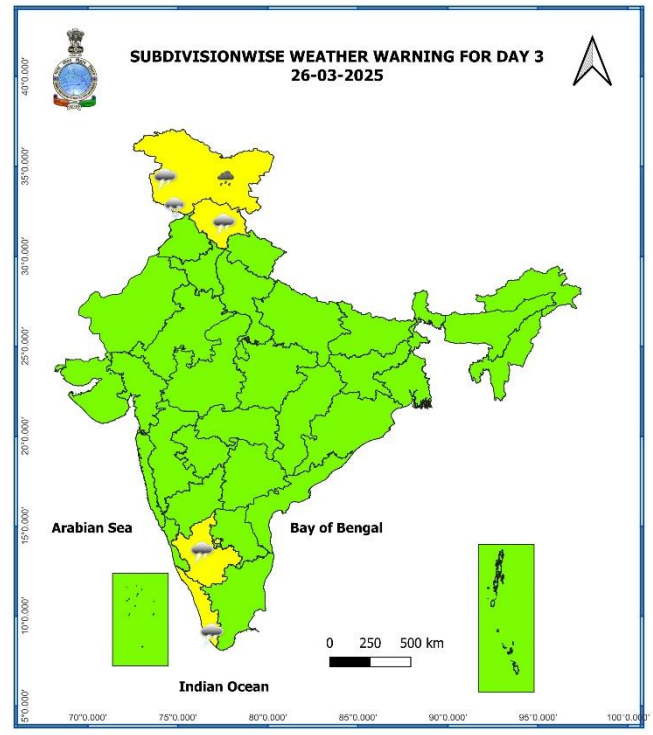 SUBDIVISIONWISE WEATHER WARNING FOR DAY 3
26-03-2025
40°0.000'
35°0.000'
30°0.000'
25°0.000'
20°0.000'
15°0.000'
10°0.000'
5°0.000'
Arabian Sea
Bay of Bengal
0 250 500 km
Indian Ocean
70°0.000' 75°0.000' 80°0.000' 85°0.000' 90°0.000' 95°0.000' 100°0.000'